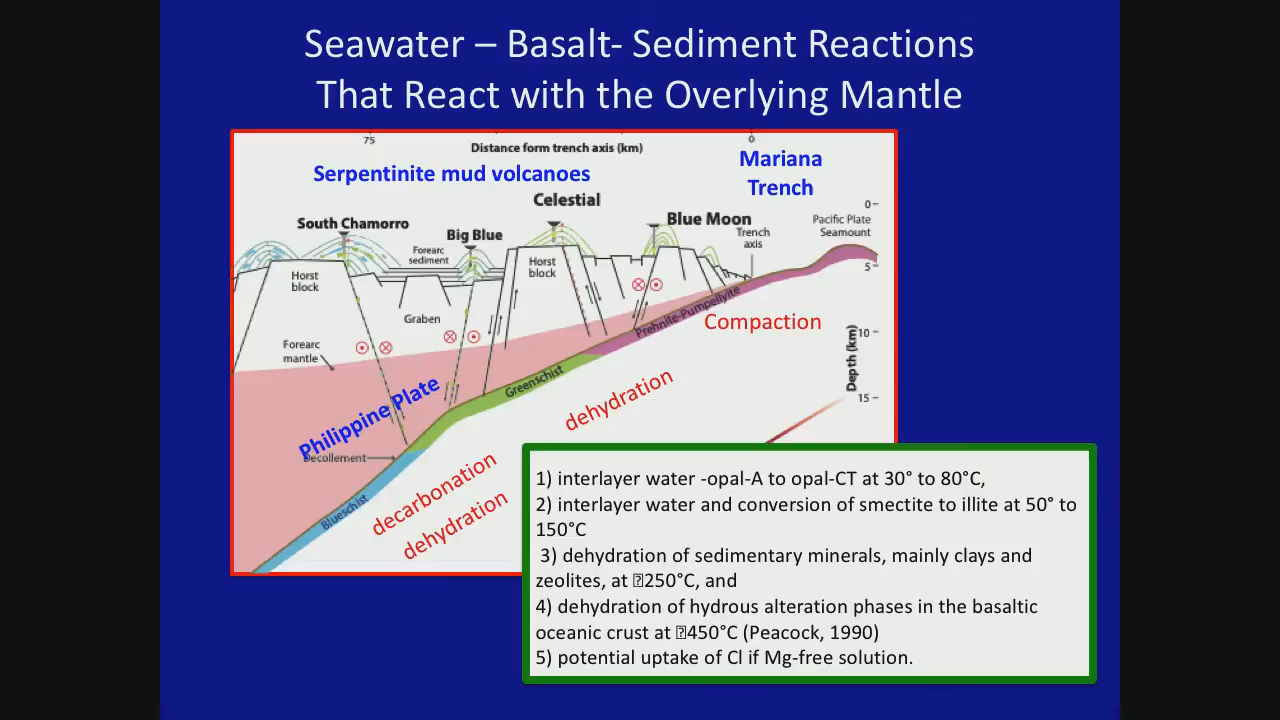 Seawater – Basalt- Sediment Reactions
That React with the Overlying Mantle
75
0
Distance form trench axis (km)
Serpentinite mud volcanoes
Mariana
Trench
Celestial
0
South Chamorro
Big Blue
Blue Moon
Pacific Plate
Seamount
Trench
axis
Forearc
sediment
Horst
block
Horst
block
5
Graben
Prehnite-Pumpellyite
Compaction
10
Forearc
mantle
Depth (km)
Greenschist
dehydration
15
Philippine Plate
Decollement
Blueschist
decarbonation
dehydration
1) interlayer water -opal-A to opal-CT at 30° to 80°C,
2) interlayer water and conversion of smectite to illite at 50° to
150°C
3) dehydration of sedimentary minerals, mainly clays and
zeolites, at 250°C, and
4) dehydration of hydrous alteration phases in the basaltic
oceanic crust at 450°C (Peacock, 1990)
5) potential uptake of Cl if Mg-free solution.